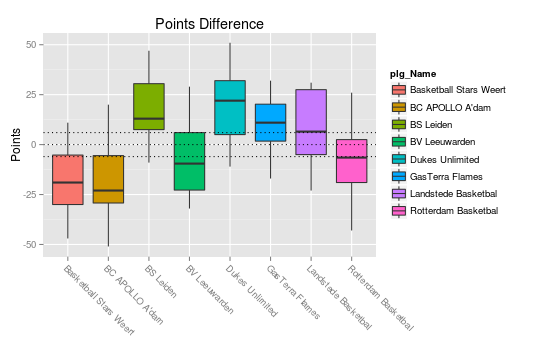 Points Difference
Points
50
25
0
-25
-50
Basketball Stars Weert
BC APOLLO A'dam
BS Leiden
BV Leeuwarden
Dukes Unlimited
GasTerra Flames
Landstede Basketbal
Rotterdam Basketbal
plg_Name
Basketball Stars Weert
BC APOLLO A'dam
BS Leiden
BV Leeuwarden
Dukes Unlimited
GasTerra Flames
Landstede Basketbal
Rotterdam Basketbal